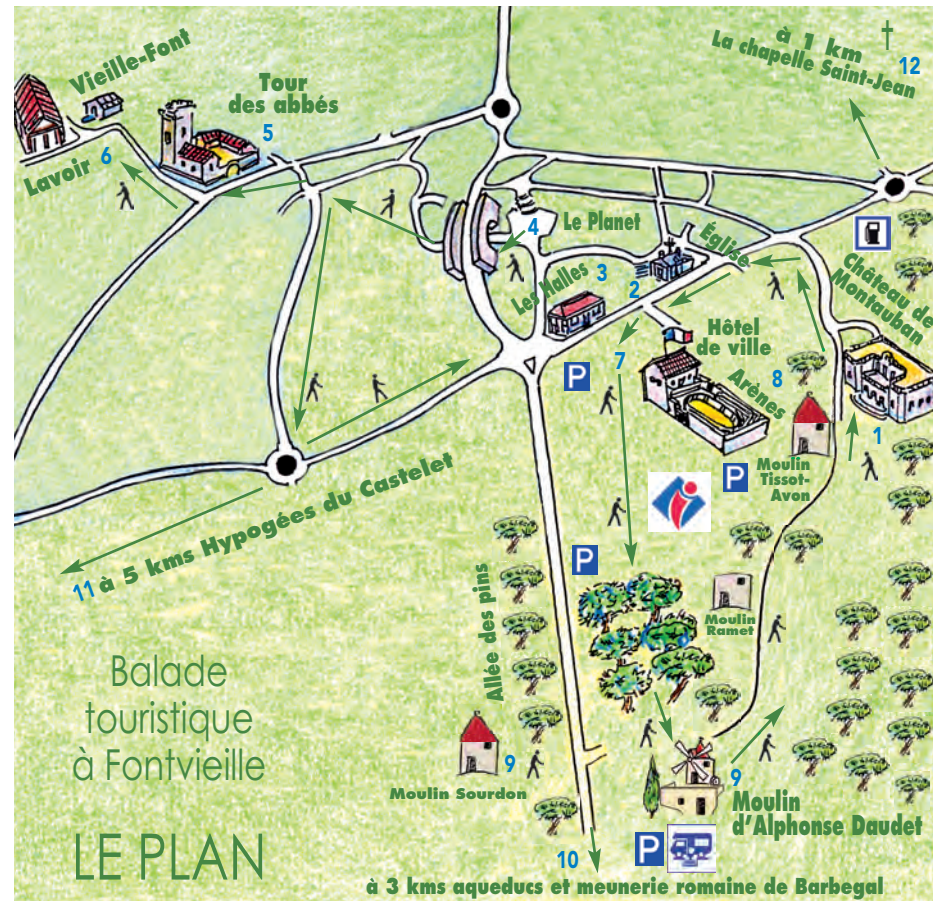 à 1 km
La chapelle Saint-Jean
12
Vieille-Font
Tour
des abbés
5
Lavoir 6
4
Le Planet
Église
Château de
Montauban
Les Halles
3
2
Hôtel
de ville
P
7
8
Arènes
1
P
Moulin
Tissot-
Avon
11 à 5 kms Hypogées du Castelet
P
Moulin
Ramet
Allée des pins
Balade
touristique
à Fontvieille
LE PLAN
9
Moulin Sourdon
9
Moulin
d'Alphonse Daudet
P
10
à 3 kms aqueducs et meunerie romaine de Barbegal